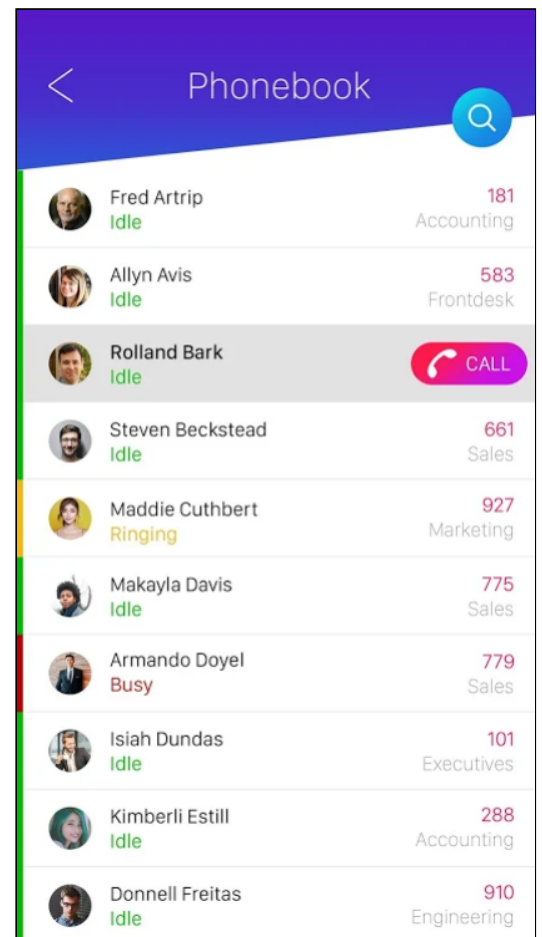 Phonebook
Fred Artrip 181
Idle Accounting
Allyn Avis 583
Idle Frontdesk
Rolland Bark CALL
Idle
Steven Beckstead 661
Idle Sales
Maddie Cuthbert 927
Ringing Marketing
Makayla Davis 775
Idle Sales
Armando Doyel 779
Busy Sales
Isiah Dundas 101
Idle Executives
Kimberli Estill 288
Idle Accounting
Donnell Freitas 910
Idle Engineering